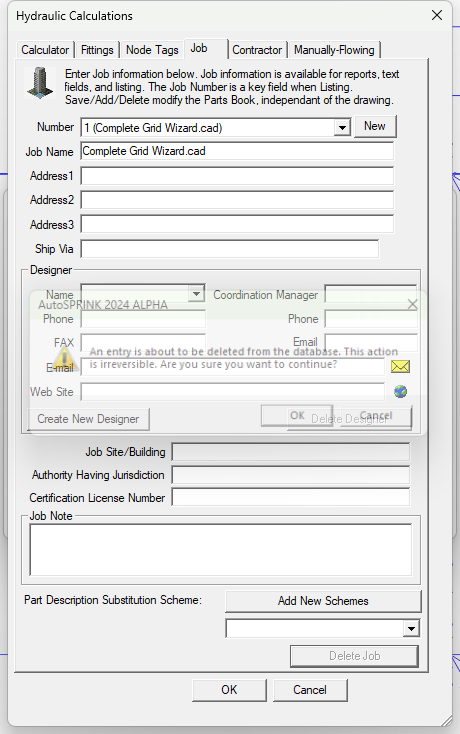 Hydraulic Calculations
Calculator Fittings Node Tags Job Contractor Manually-Flowing
Enter Job information below. Job information is available for reports, text
fields, and listing. The Job Number is a key field when Listing.
Save/Add/Delete modify the Parts Book, independant of the drawing.
Number 1 (Complete Grid Wizard.cad) New
Job Name Complete Grid Wizard.cad
Address1
Address2
Address3
Ship Via
Designer
Name Coordination Manager
AutoSPRINK 2024 ALPHA
Phone Phone
FAX Email
An entry is about to be deleted from the database. This action
E-mail is irreversible. Are you sure you want to continue?
Web Site
Create New Designer OK Delete Designer Cancel
Job Site/Building
Authority Having Jurisdiction
Certification License Number
Job Note
Part Description Substitution Scheme: Add New Schemes
Delete Job
OK Cancel